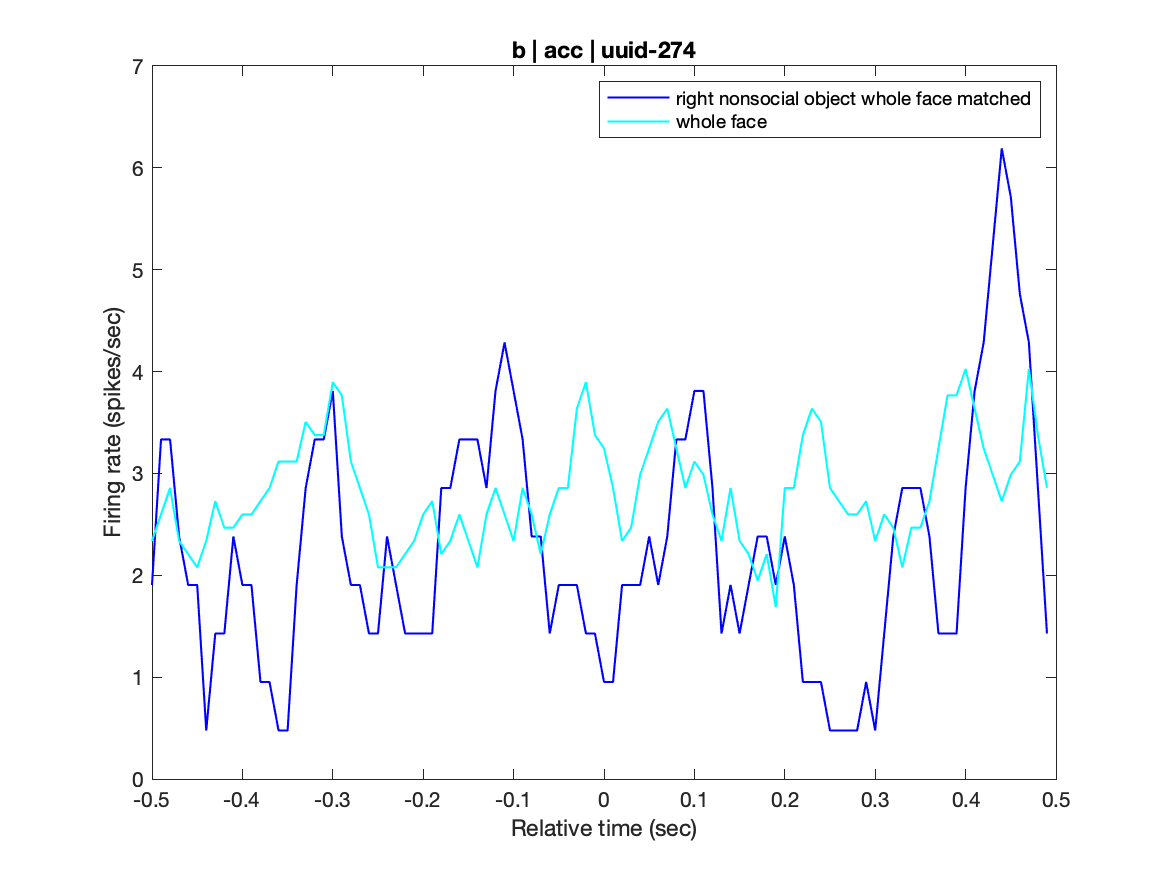 b | acc | uuid-274
right nonsocial object whole face matched
whole face
7
6
5
4
3
2
1
0
Firing rate (spikes/sec)
-0.5 -0.4 -0.3 -0.2 -0.1 0 0.1 0.2 0.3 0.4 0.5
Relative time (sec)